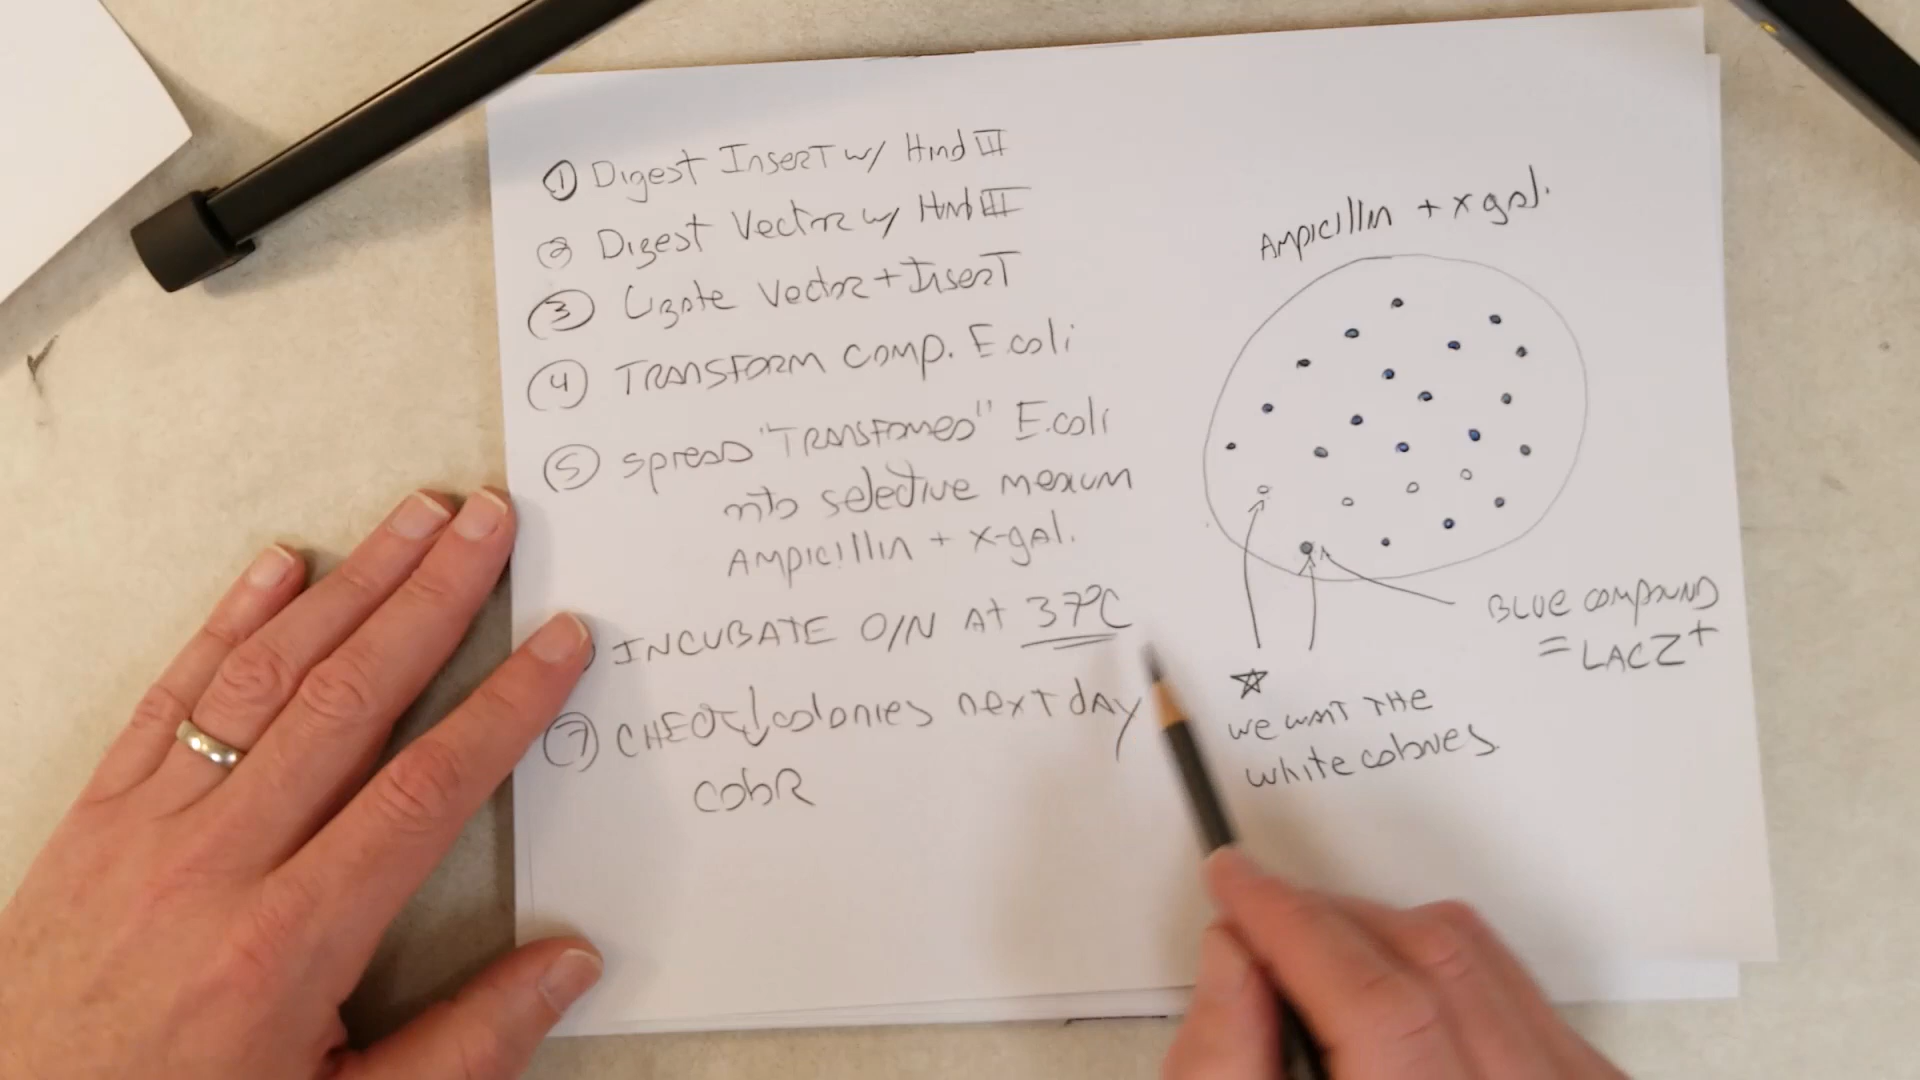 ① Digest Insert w/ Hind III
② Digest Vector w/ Hind III
③ Ligate Vector + Insert
④ TRANSFORM COMP. E.coli
⑤ spread "TRANSFORMED" E.coli
into selective medium
Ampicillin + x-gal.
INCUBATE O/N AT 37°C
⑦ CHECK colonies next day
COLOR
Ampicillin + x gal.
BLUE COMPOUND
= LACZ+
☆
we want THE
white colonies.